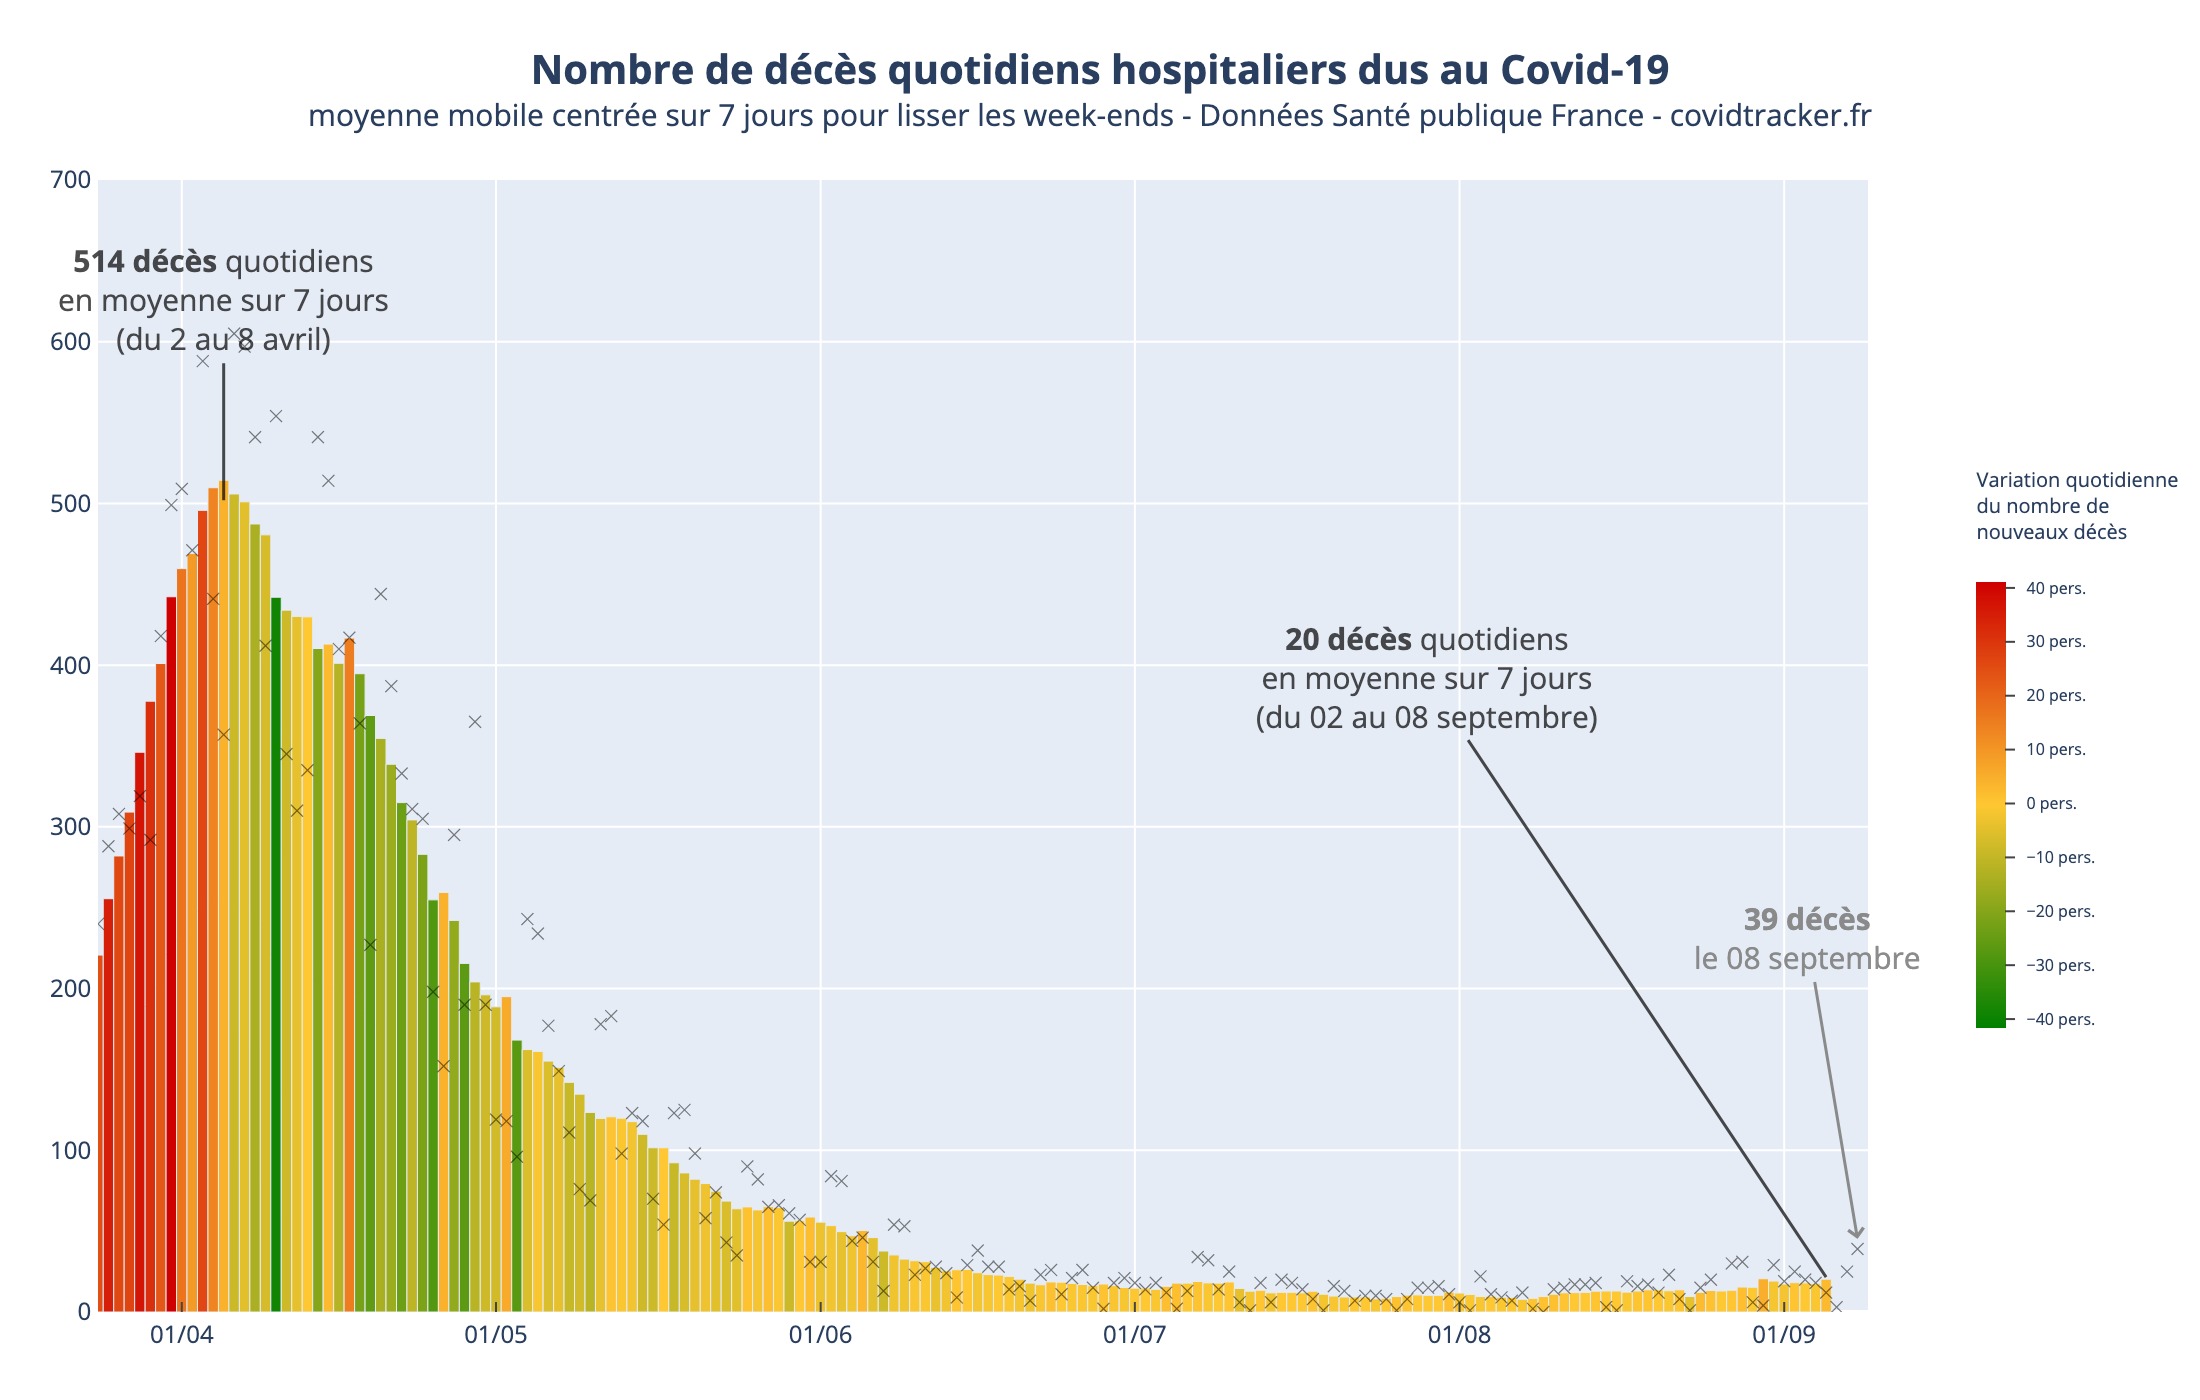 Nombre de décès quotidiens hospitaliers dus au Covid-19
moyenne mobile centrée sur 7 jours pour lisser les week-ends - Données Santé publique France - covidtracker.fr
700
600
500
400
300
200
100
0
514 décès quotidiens
en moyenne sur 7 jours
(du 2 au 8 avril)
20 décès quotidiens
en moyenne sur 7 jours
(du 02 au 08 septembre)
39 décès
le 08 septembre
01/04
01/05
01/06
01/07
01/08
01/09
Variation quotidienne
du nombre de
nouveaux décès
40 pers.
30 pers.
20 pers.
10 pers.
0 pers.
−10 pers.
−20 pers.
−30 pers.
−40 pers.